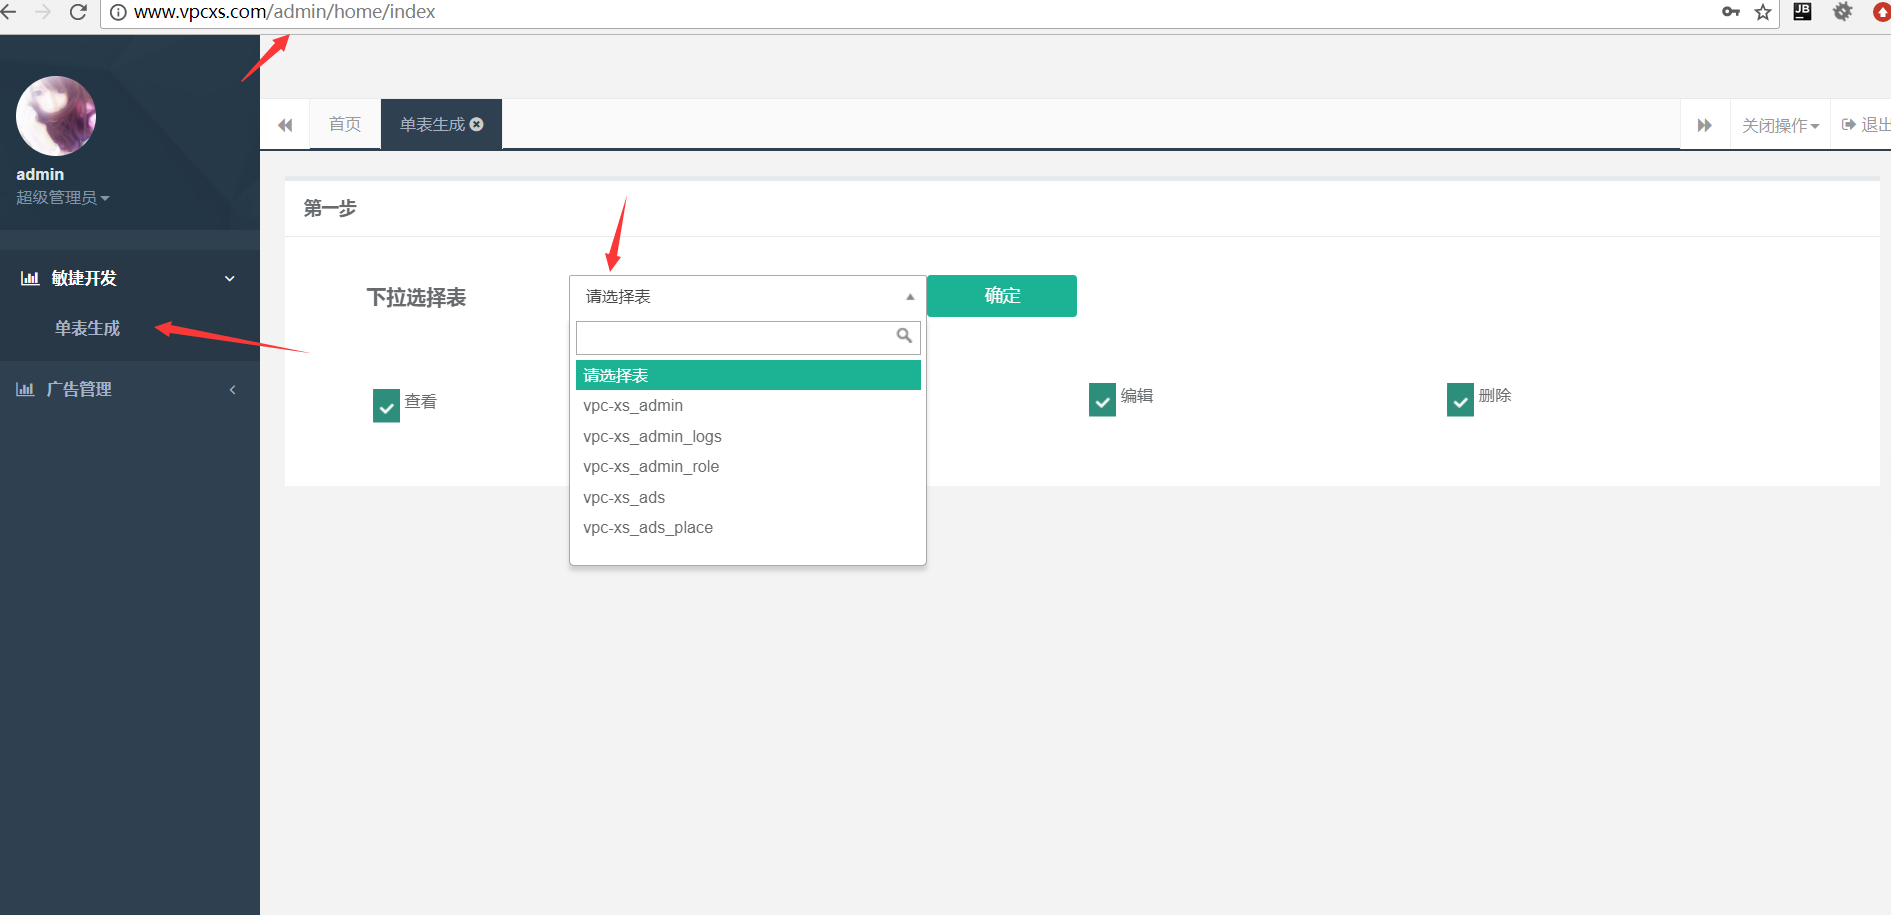 www.vpcxs.com/admin/home/index
JB
admin
超级管理员
敏捷开发
单表生成
广告管理
首页
单表生成
关闭操作
退出
第一步
下拉选择表
请选择表
确定
请选择表
vpc-xs_admin
vpc-xs_admin_logs
vpc-xs_admin_role
vpc-xs_ads
vpc-xs_ads_place
查看
编辑
删除